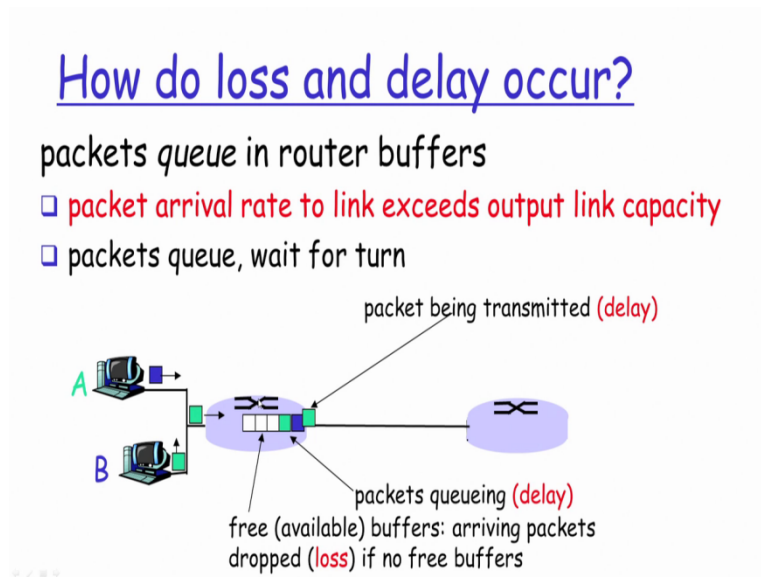 How do loss and delay occur?
packets queue in router buffers
packet arrival rate to link exceeds output link capacity
packets queue, wait for turn
packet being transmitted (delay)
A
B
packets queueing (delay)
free (available) buffers: arriving packets
dropped (loss) if no free buffers